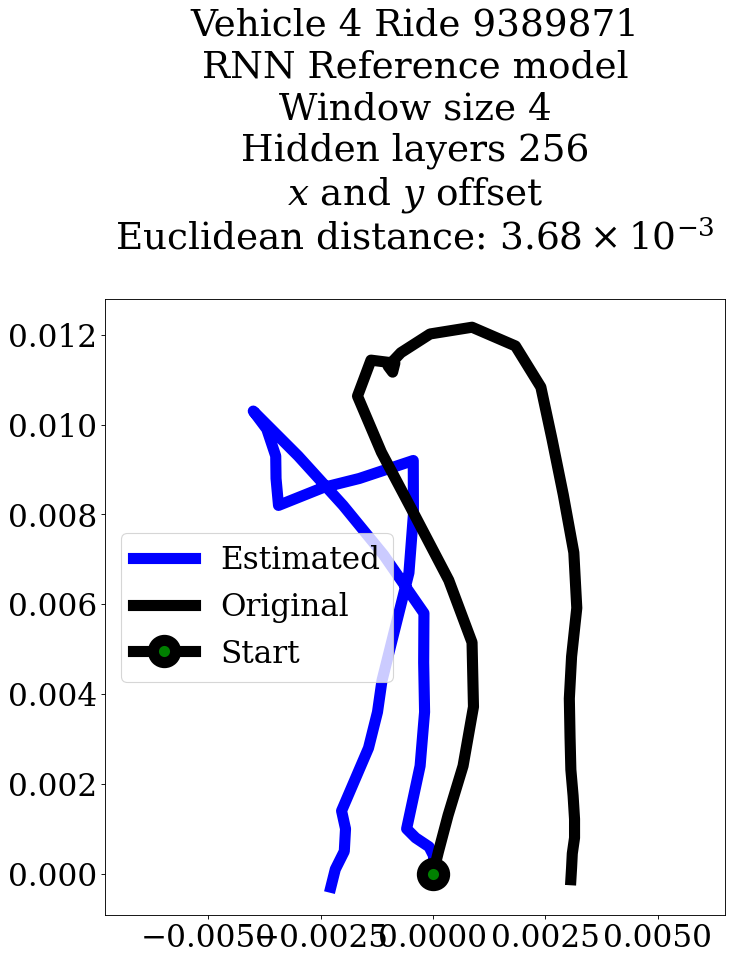 Vehicle 4 Ride 9389871
RNN Reference model
Window size 4
Hidden layers 256
x and y offset
Euclidean distance: 3.68 × 10⁻³
0.012
0.010
0.008
0.006
0.004
0.002
0.000
Estimated
Original
Start
−0.0050 −0.0025 0.0000 0.0025 0.0050